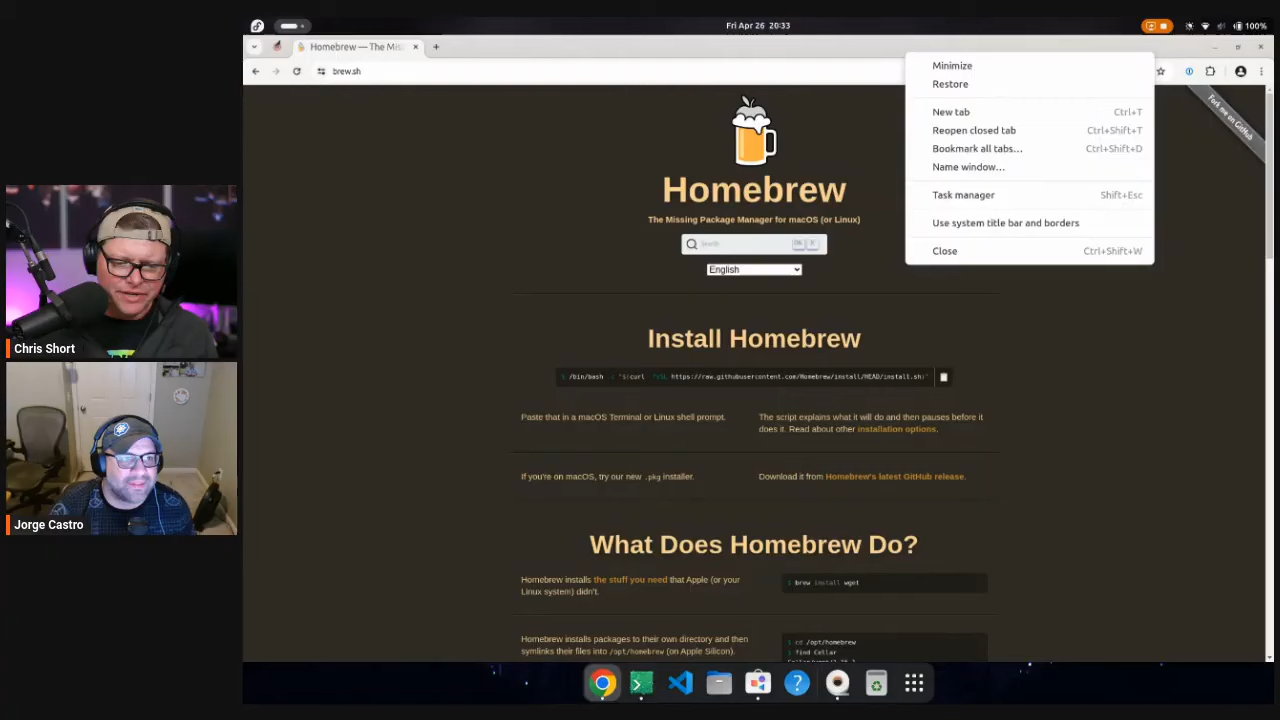 Fri Apr 26 20:33
100%
Homebrew — The Mis
brew.sh
Minimize
Restore
New tab Ctrl+T
Reopen closed tab Ctrl+Shift+T
Bookmark all tabs… Ctrl+Shift+D
Name window…
Task manager Shift+Esc
Use system title bar and borders
Close Ctrl+Shift+W
Fork me on GitHub
Homebrew
The Missing Package Manager for macOS (or Linux)
Search
K
English
Install Homebrew
$ /bin/bash -c "$(curl -fsSL https://raw.githubusercontent.com/Homebrew/install/HEAD/install.sh)"
Paste that in a macOS Terminal or Linux shell prompt.
The script explains what it will do and then pauses before it
does it. Read about other installation options.
If you're on macOS, try our new .pkg installer.
Download it from Homebrew's latest GitHub release.
What Does Homebrew Do?
Homebrew installs the stuff you need that Apple (or your
Linux system) didn't.
$ brew install wget
Homebrew installs packages to their own directory and then
symlinks their files into /opt/homebrew (on Apple Silicon).
$ cd /opt/homebrew
$ find Cellar
Chris Short
Jorge Castro